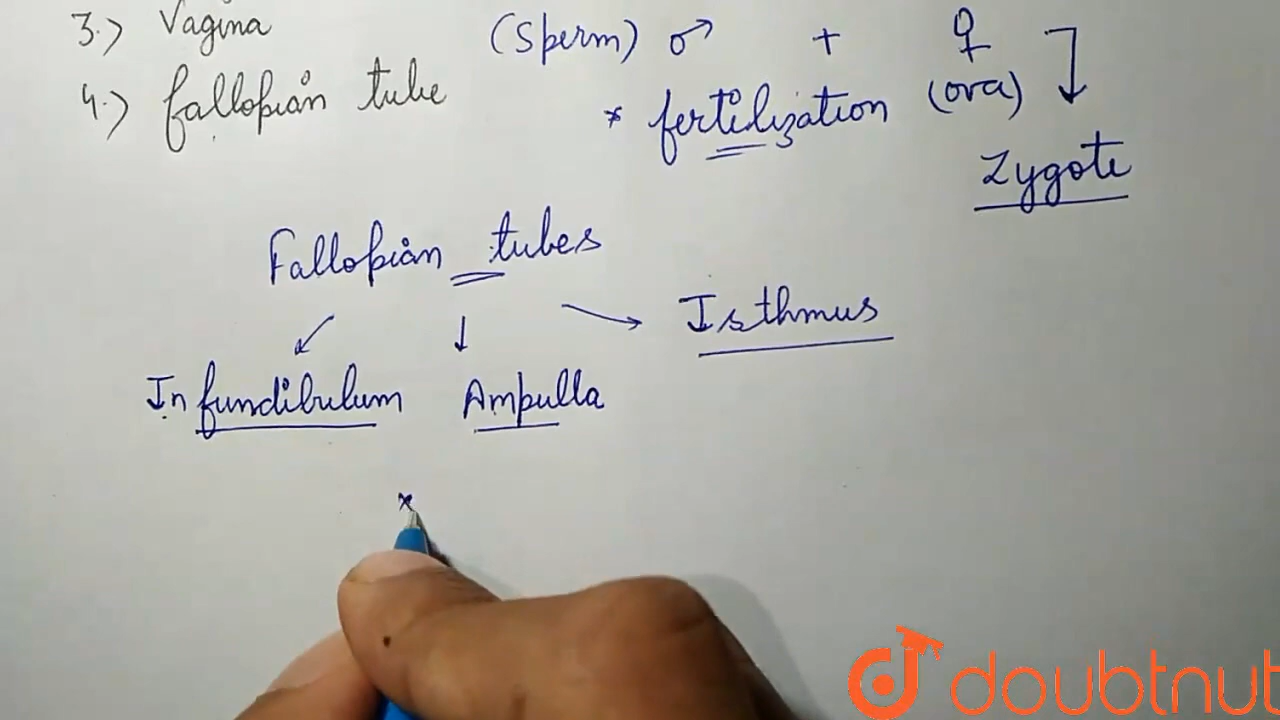 3.) Vagina
4.) fallopian tube
(Sperm) ♂ + ♀
* fertilization (ova)
Zygote
Fallopian tubes
Infundibulum Ampulla Isthmus
*
doubtnut